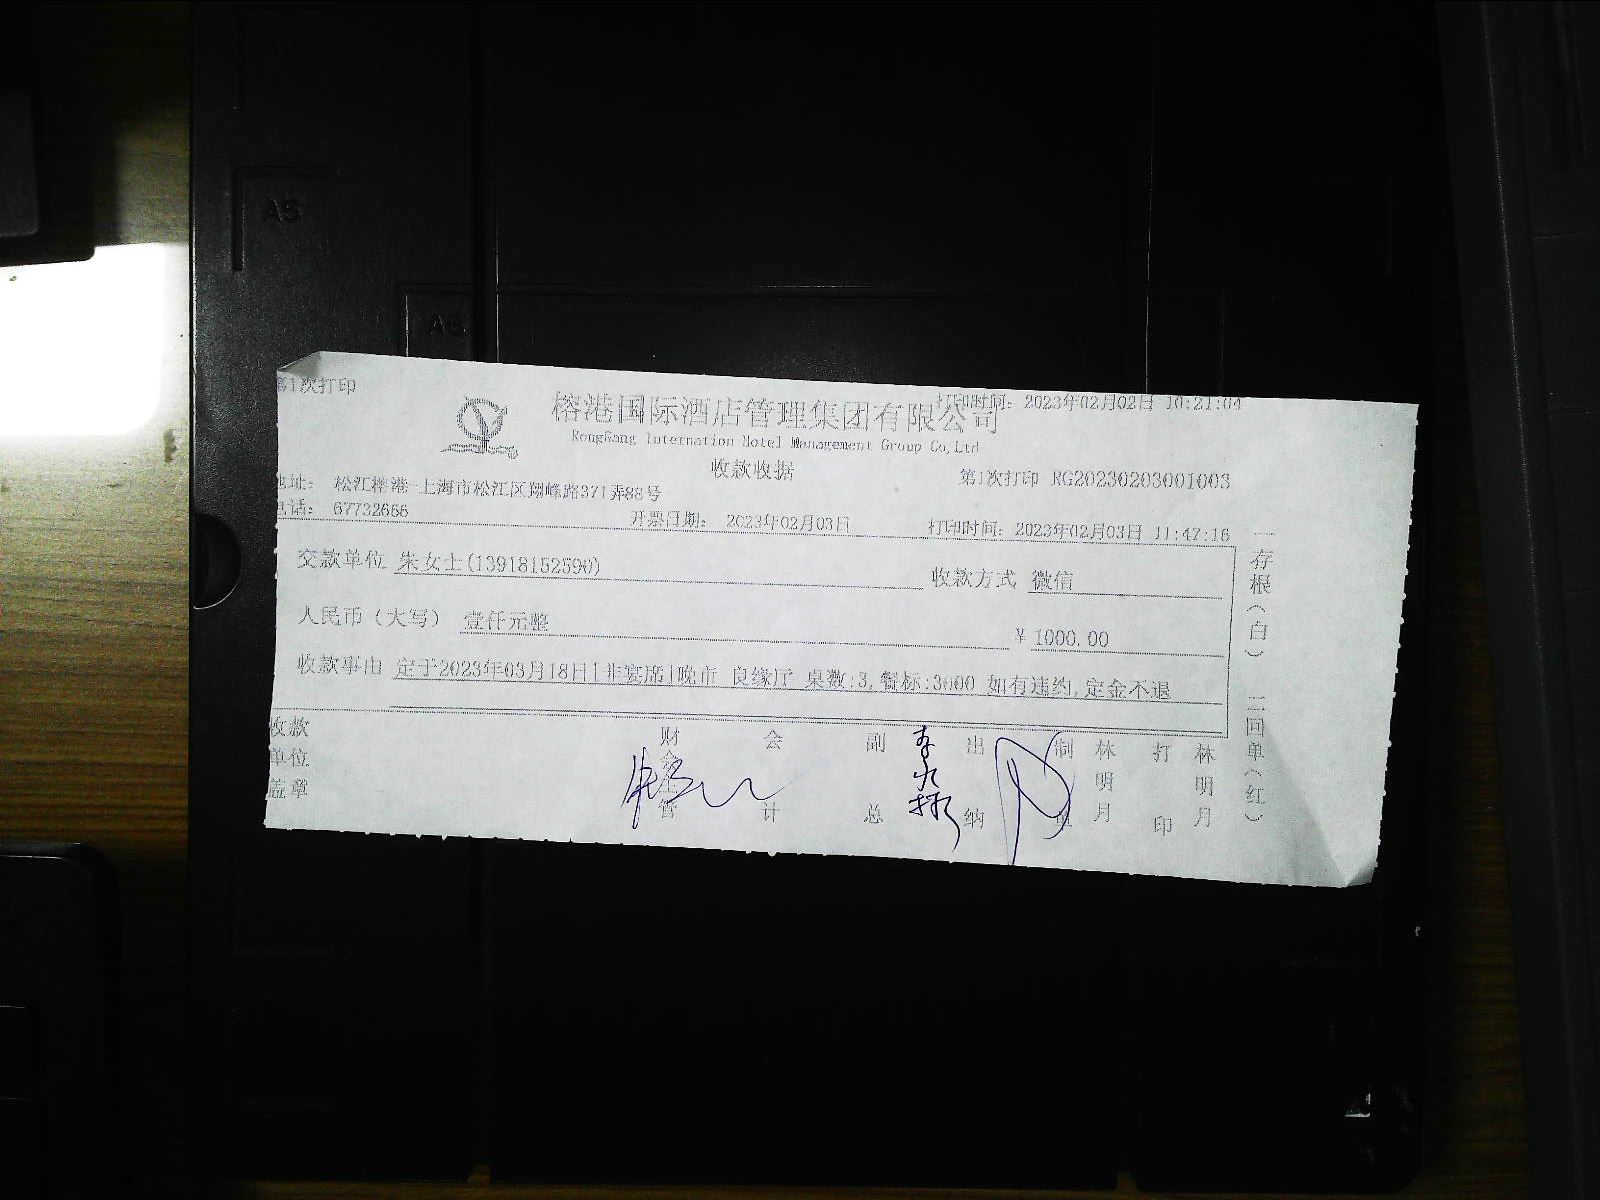 A5
A6
第1次打印
打印时间: 2023年02月02日 10:21:04
榕港国际酒店管理集团有限公司
RongGang Internation Hotel Management Group Co,Ltd
收款收据
第1次打印 RG20230203001003
地址: 松江榕港-上海市松江区翔峰路371弄88号
电话: 67732666
开票日期: 2023年02月03日
打印时间: 2023年02月03日 11:47:16
交款单位 朱女士(13918152590)
收款方式 微信
人民币(大写) 壹仟元整
¥ 1000.00
收款事由 定于2023年03月18日|非宴席|晚市 良缘厅 桌数:3,餐标:3000 如有违约,定金不退
收款单位盖章
财会主管
会计
副总
出纳
制单
林明月
打印
林明月
一存根(白) 二回单(红)